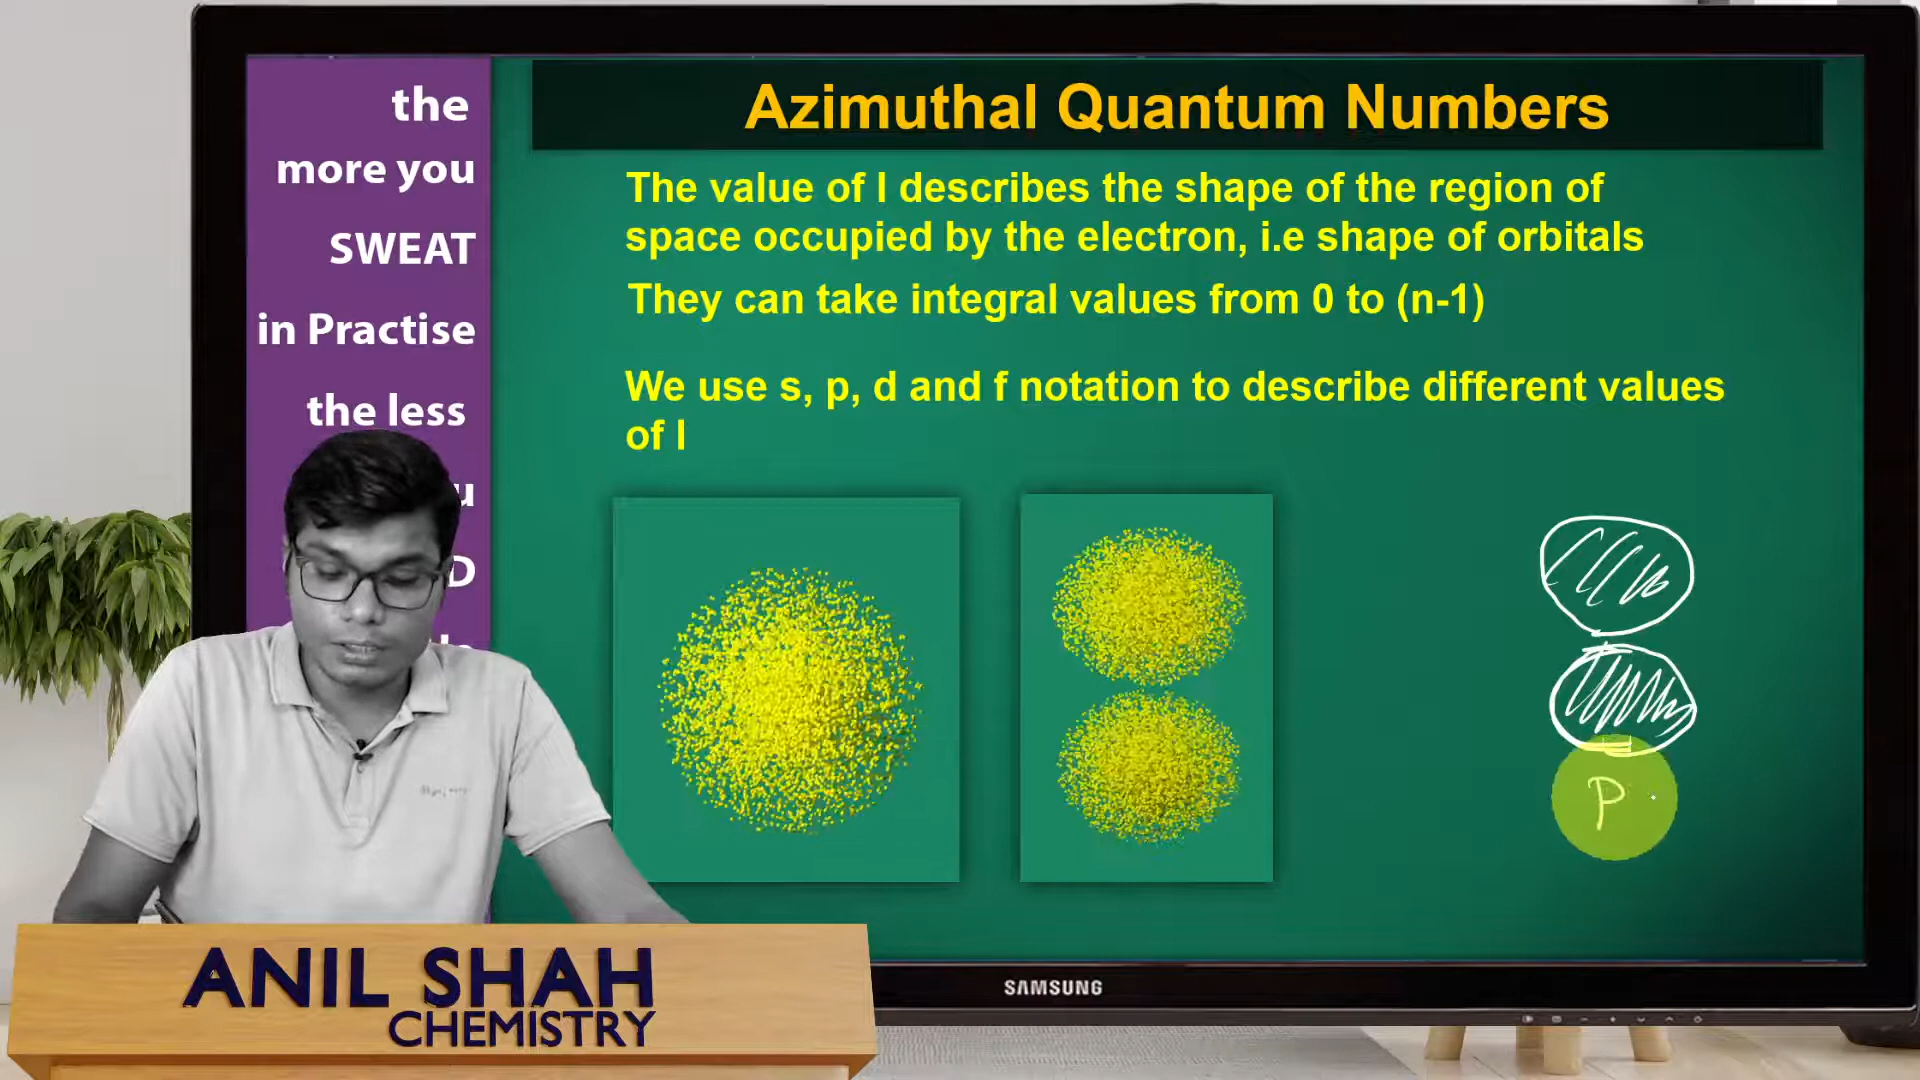 the
more you
SWEAT
in Practise
the less
u
D
Azimuthal Quantum Numbers
The value of l describes the shape of the region of
space occupied by the electron, i.e shape of orbitals
They can take integral values from 0 to (n-1)
We use s, p, d and f notation to describe different values
of l
P
ANIL SHAH
CHEMISTRY
SAMSUNG